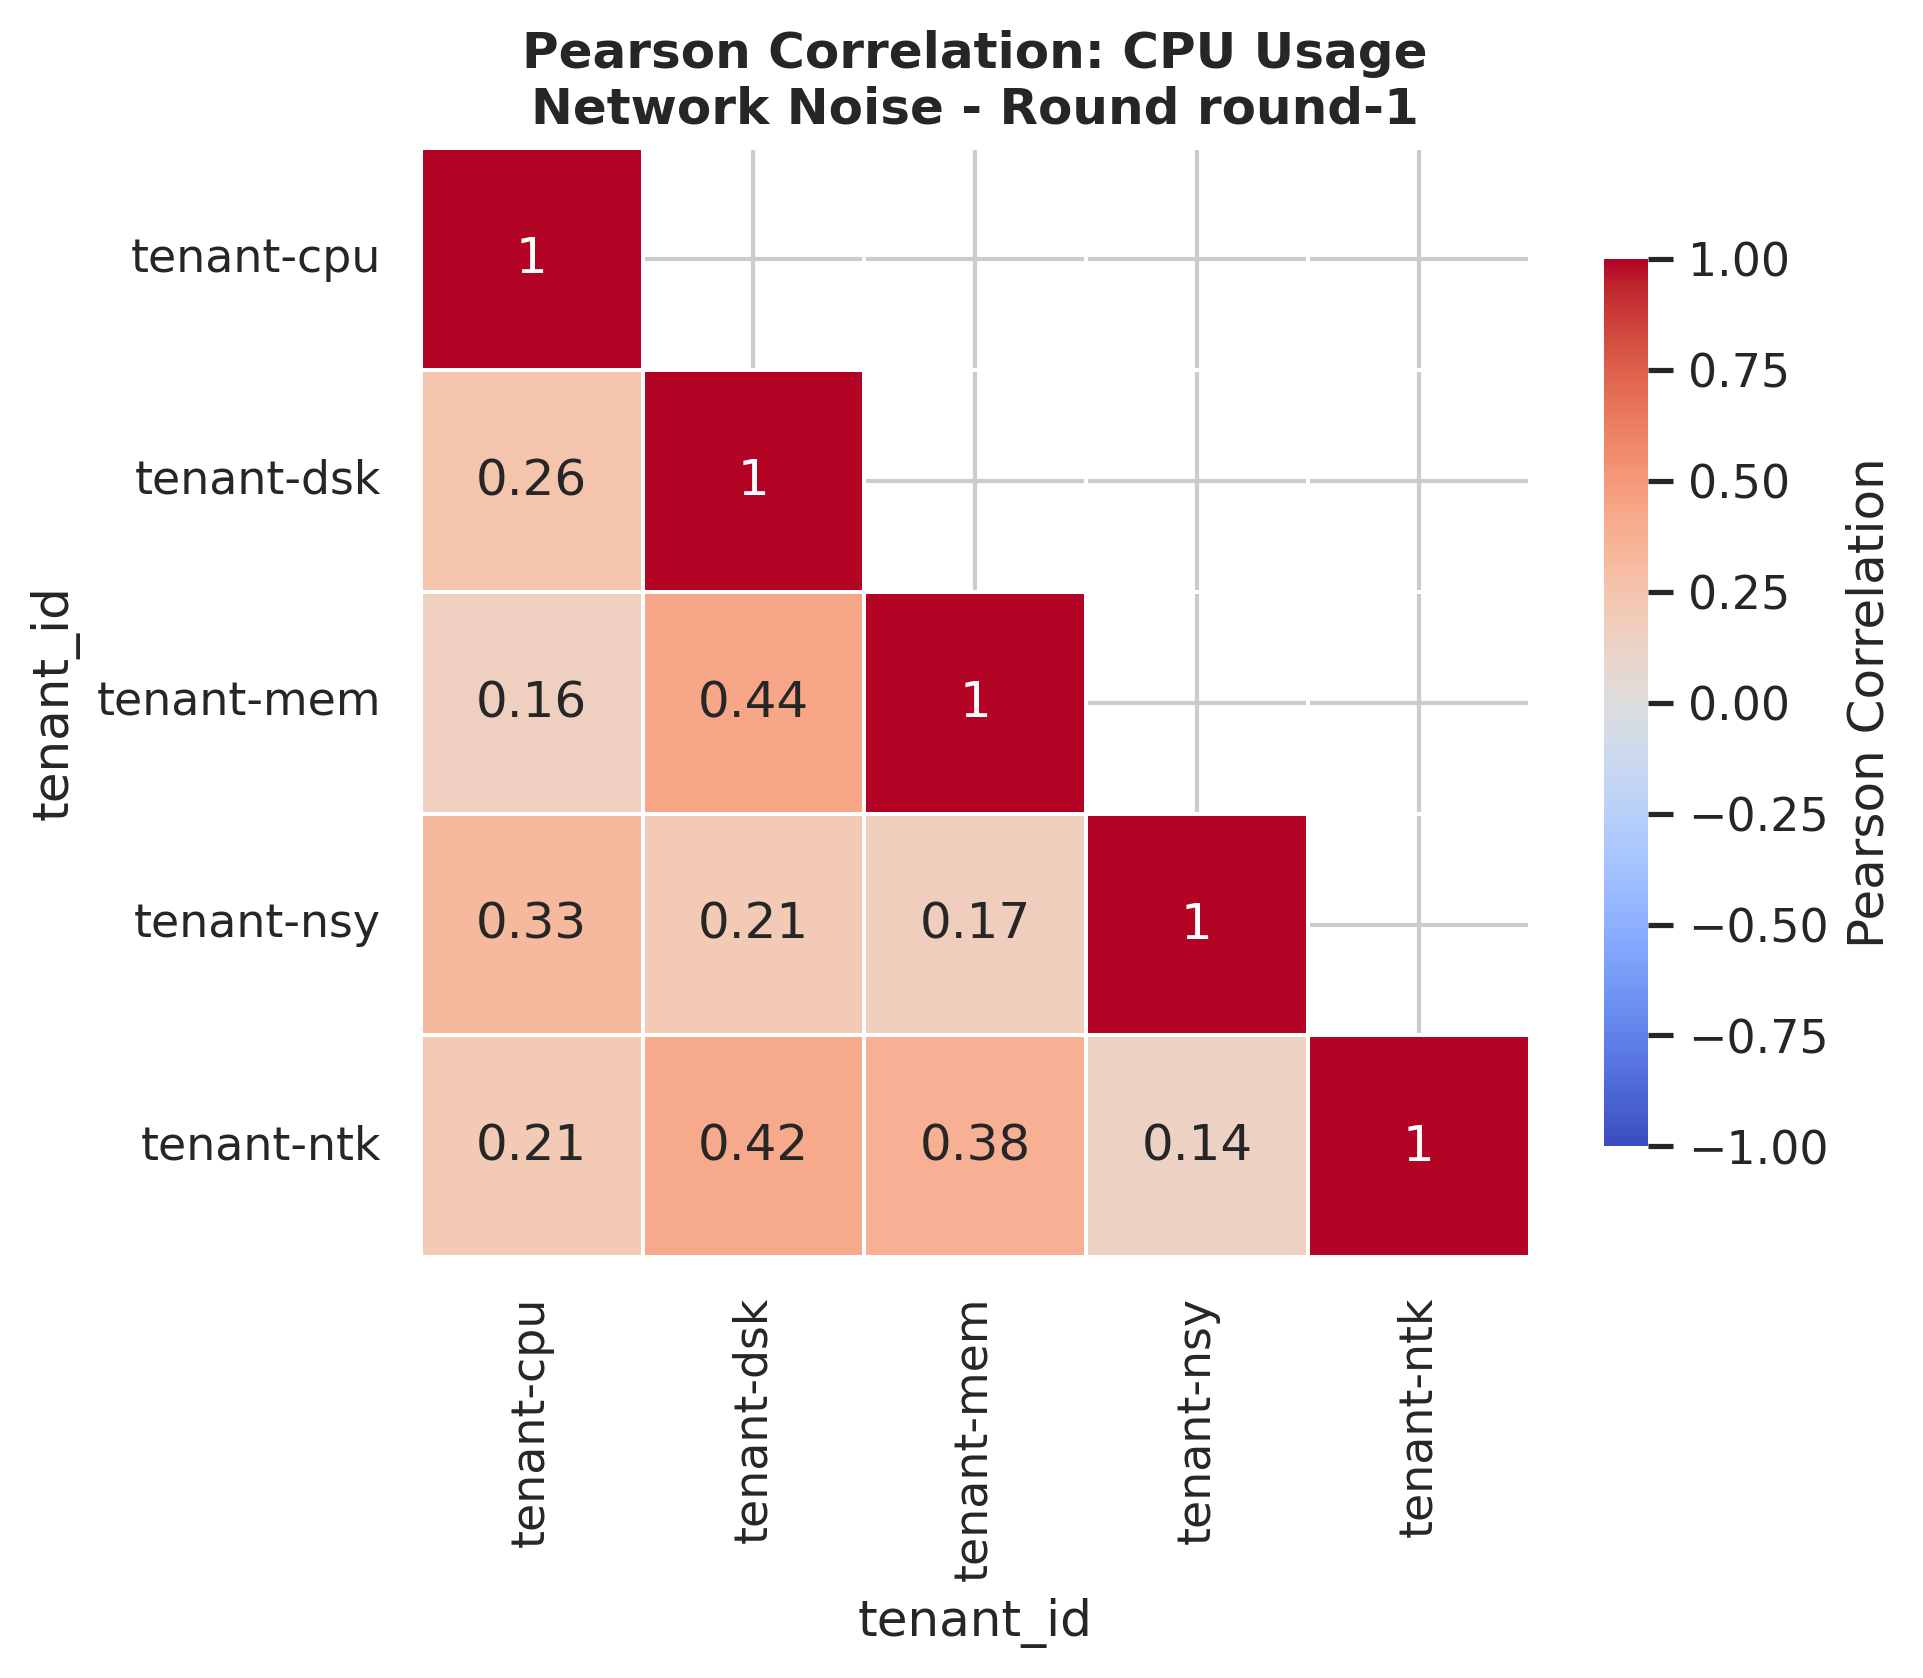 Pearson Correlation: CPU Usage
Network Noise - Round round-1
tenant_id
tenant-cpu
1
tenant-dsk
0.26 1
tenant-mem
0.16 0.44 1
tenant-nsy
0.33 0.21 0.17 1
tenant-ntk
0.21 0.42 0.38 0.14 1
tenant-cpu
tenant-dsk
tenant-mem
tenant-nsy
tenant-ntk
tenant_id
1.00
0.75
0.50
0.25
0.00
−0.25
−0.50
−0.75
−1.00
Pearson Correlation